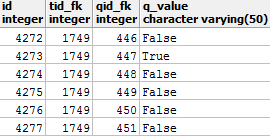 id tid_fk qid_fk q_value
integer integer integer character varying(50)
4272 1749 446 False
4273 1749 447 True
4274 1749 448 False
4275 1749 449 False
4276 1749 450 False
4277 1749 451 False